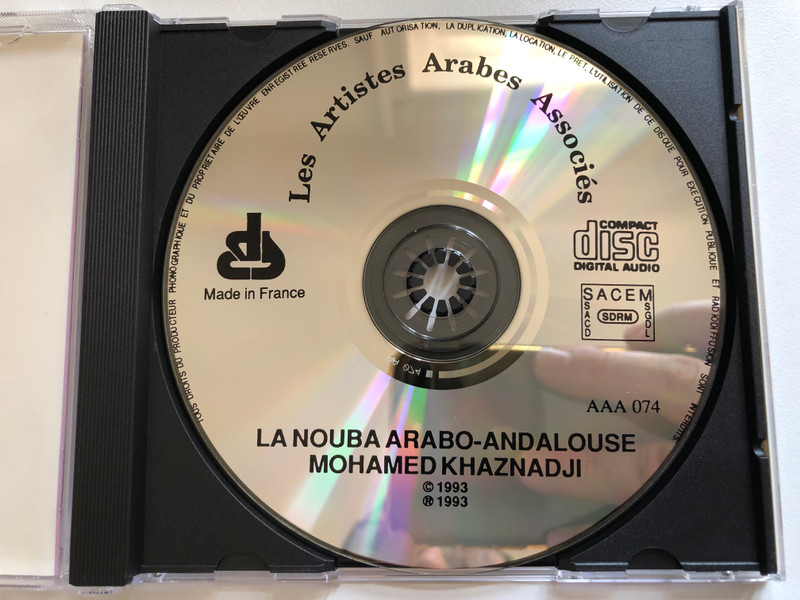 TOUS DROITS DU PRODUCTEUR PHONOGRAPHIQUE ET DU PROPRIETAIRE DE L'ŒUVRE ENREGISTREE RESERVES. SAUF AUTORISATION, LA DUPLICATION, LA LOCATION, LE PRET, L'UTILISATION DE CE DISQUE POUR EXECUTION PUBLIQUE ET RADIODIFFUSION SONT INTERDITS
Les Artistes Arabes Associés
Made in France
COMPACT
disc
DIGITAL AUDIO
SACEM
SACD
SDRM
SGDL
074
AAA 074
LA NOUBA ARABO-ANDALOUSE
MOHAMED KHAZNADJI
© 1993
℗ 1993